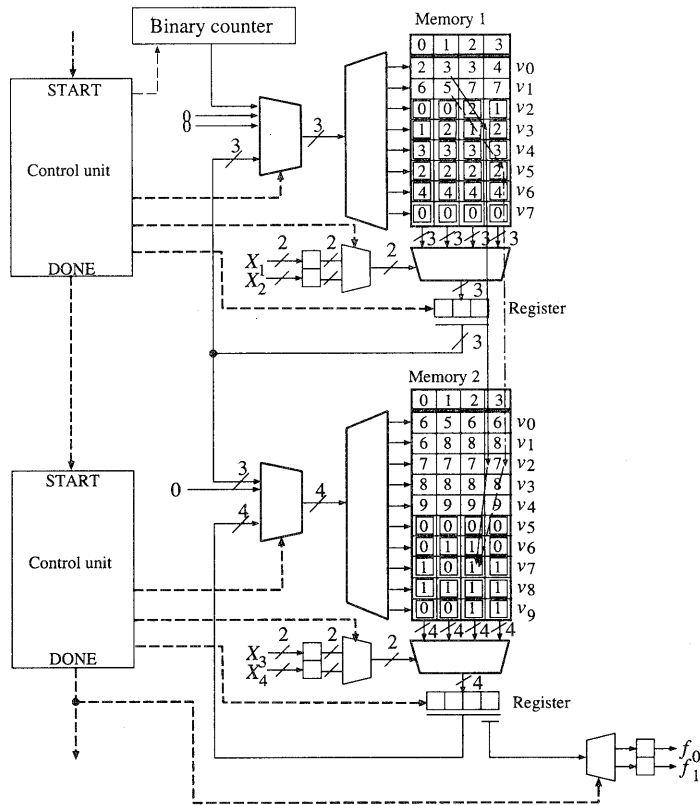 Binary counter
Memory 1
0 1 2 3
START
2 3 3 4 v0
6 5 7 7 v1
0 0 2 1 v2
0
0
1 2 1 2 v3
3
3
3 3 3 3 v4
Control unit
2 2 2 2 v5
4 4 4 4 v6
0 0 0 0 v7
3 3 3 3
X1 2 2
2
X2
DONE
3
Register
3
Memory 2
0 1 2 3
6 5 6 6 v0
6 8 8 8 v1
7 7 7 7 v2
START
3
8 8 8 8 v3
0
4
9 9 9 9 v4
4
0 0 0 0 v5
0 1 1 0 v6
Control unit
1 0 1 1 v7
1 1 1 1 v8
0 0 1 1 v9
4 4 4 4
X3 2 2
2
X4
DONE
4
Register
f0
f1